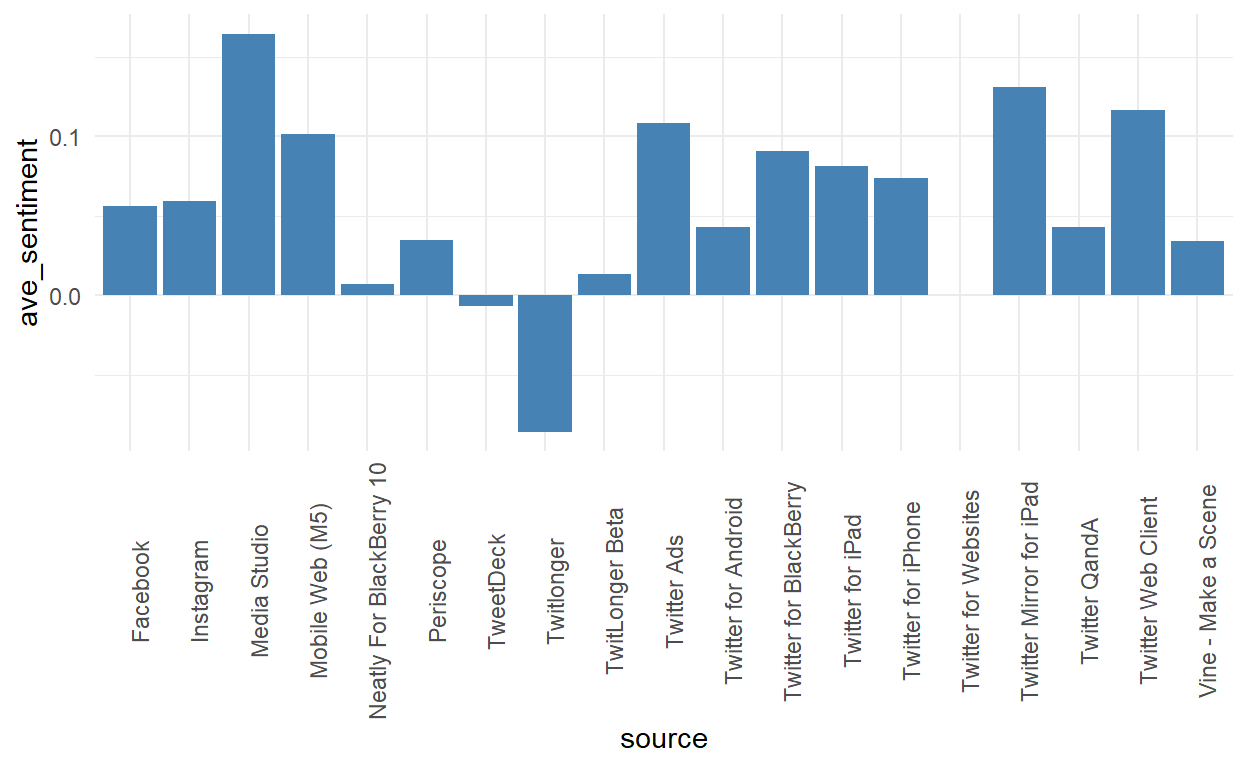 ave_sentiment
0.1
0.0
Facebook
Instagram
Media Studio
Mobile Web (M5)
Neatly For BlackBerry 10
Periscope
TweetDeck
Twitlonger
TwitLonger Beta
Twitter Ads
Twitter for Android
Twitter for BlackBerry
Twitter for iPad
Twitter for iPhone
Twitter for Websites
Twitter Mirror for iPad
Twitter QandA
Twitter Web Client
Vine - Make a Scene
source